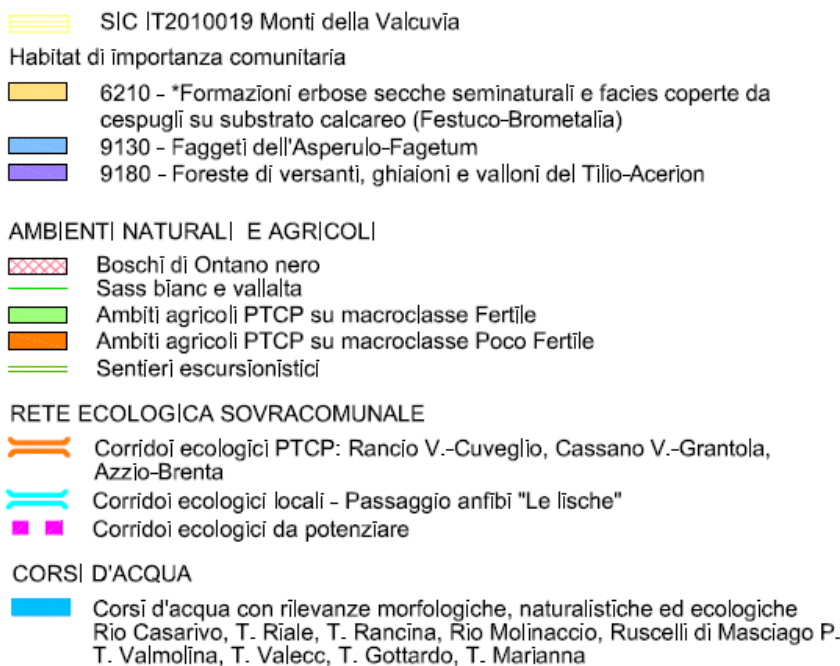 SIC IT2010019 Monti della Valcuvia
Habitat di importanza comunitaria
6210 - *Formazioni erbose secche seminaturali e facies coperte da
cespugli su substrato calcareo (Festuco-Brometalia)
9130 - Faggeti dell'Asperulo-Fagetum
9180 - Foreste di versanti, ghiaioni e valloni del Tilio-Acerion
AMBIENTI NATURALI E AGRICOLI
Boschi di Ontano nero
Sass bianc e vallalta
Ambiti agricoli PTCP su macroclasse Fertile
Ambiti agricoli PTCP su macroclasse Poco Fertile
Sentieri escursionistici
RETE ECOLOGICA SOVRACOMUNALE
Corridoi ecologici PTCP: Rancio V.-Cuveglio, Cassano V.-Grantola,
Azzio-Brenta
Corridoi ecologici locali - Passaggio anfibi "Le lische"
Corridoi ecologici da potenziare
CORSI D'ACQUA
Corsi d'acqua con rilevanze morfologiche, naturalistiche ed ecologiche
Rio Casarivo, T. Riale, T. Rancina, Rio Molinaccio, Ruscelli di Masciago P.
T. Valmolina, T. Valecc, T. Gottardo, T. Marianna